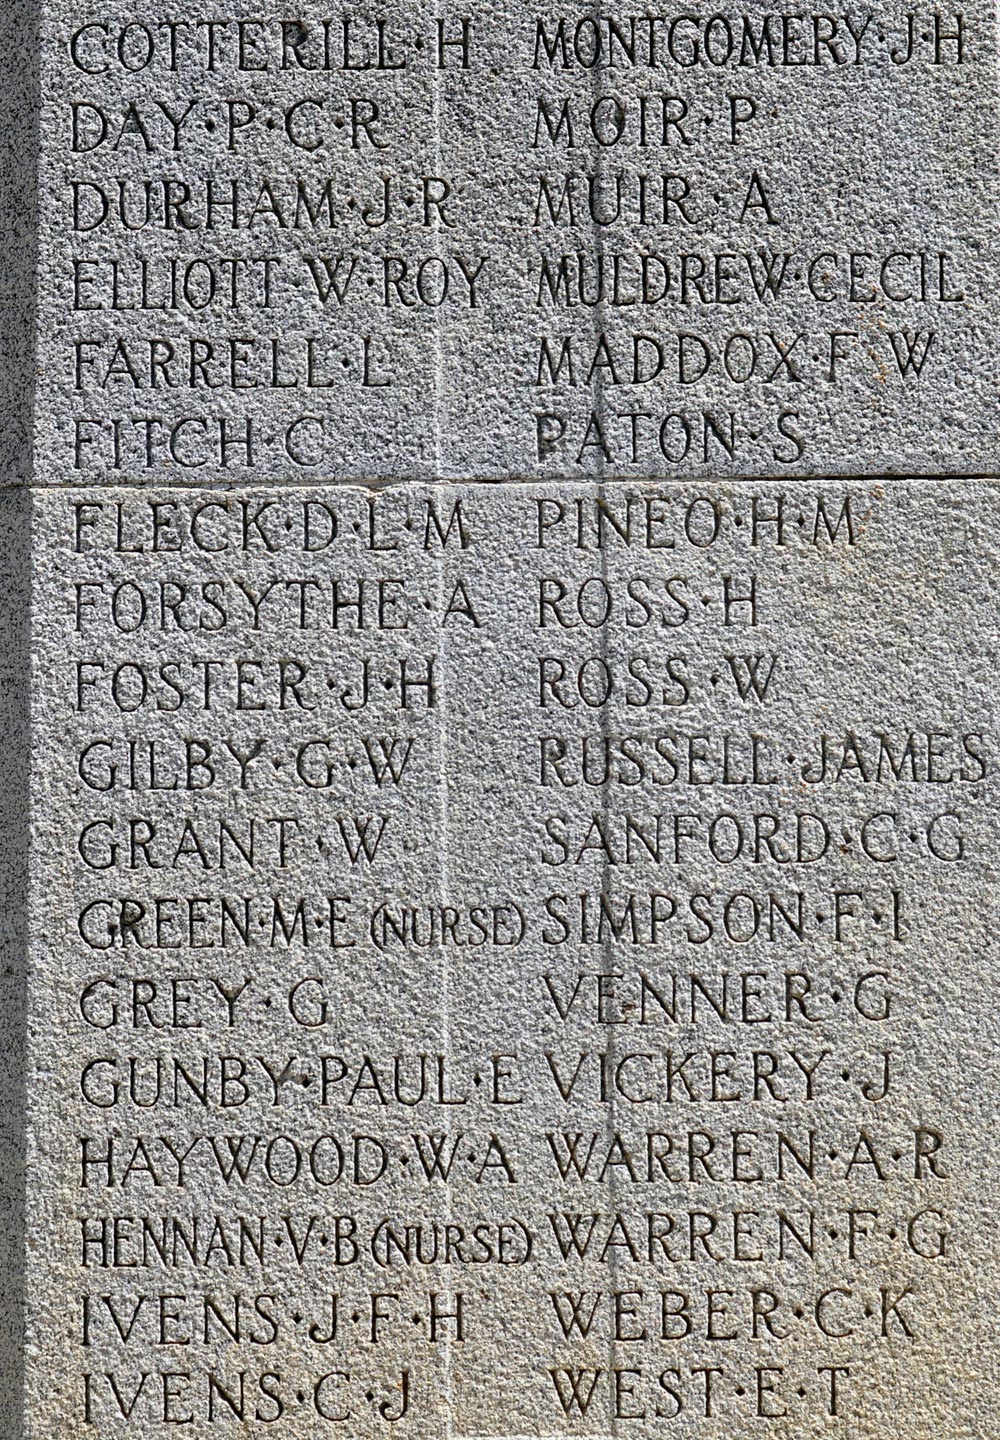 COTTERILL·H
DAY·P·C·R
DURHAM·J·R
ELLIOTT·W·ROY
FARRELL·L
FITCH·C
FLECK·D·L·M
FORSYTHE·A
FOSTER·J·H
GILBY·G·W
GRANT·W
GREEN·M·E (NURSE)
GREY·G
GUNBY·PAUL·E
HAYWOOD·W·A
HENNAN·V·B (NURSE)
IVENS·J·F·H
IVENS·C·J
MONTGOMERY·J·H
MOIR·P
MUIR·A
MULDREW·CECIL
MADDOX·F·W
PATON·S
PINEO·H·M
ROSS·H
ROSS·W
RUSSELL·JAMES
SANFORD·C·G
SIMPSON·F·I
VENNER·G
VICKERY·J
WARREN·A·R
WARREN·F·G
WEBER·C·K
WEST·E·T